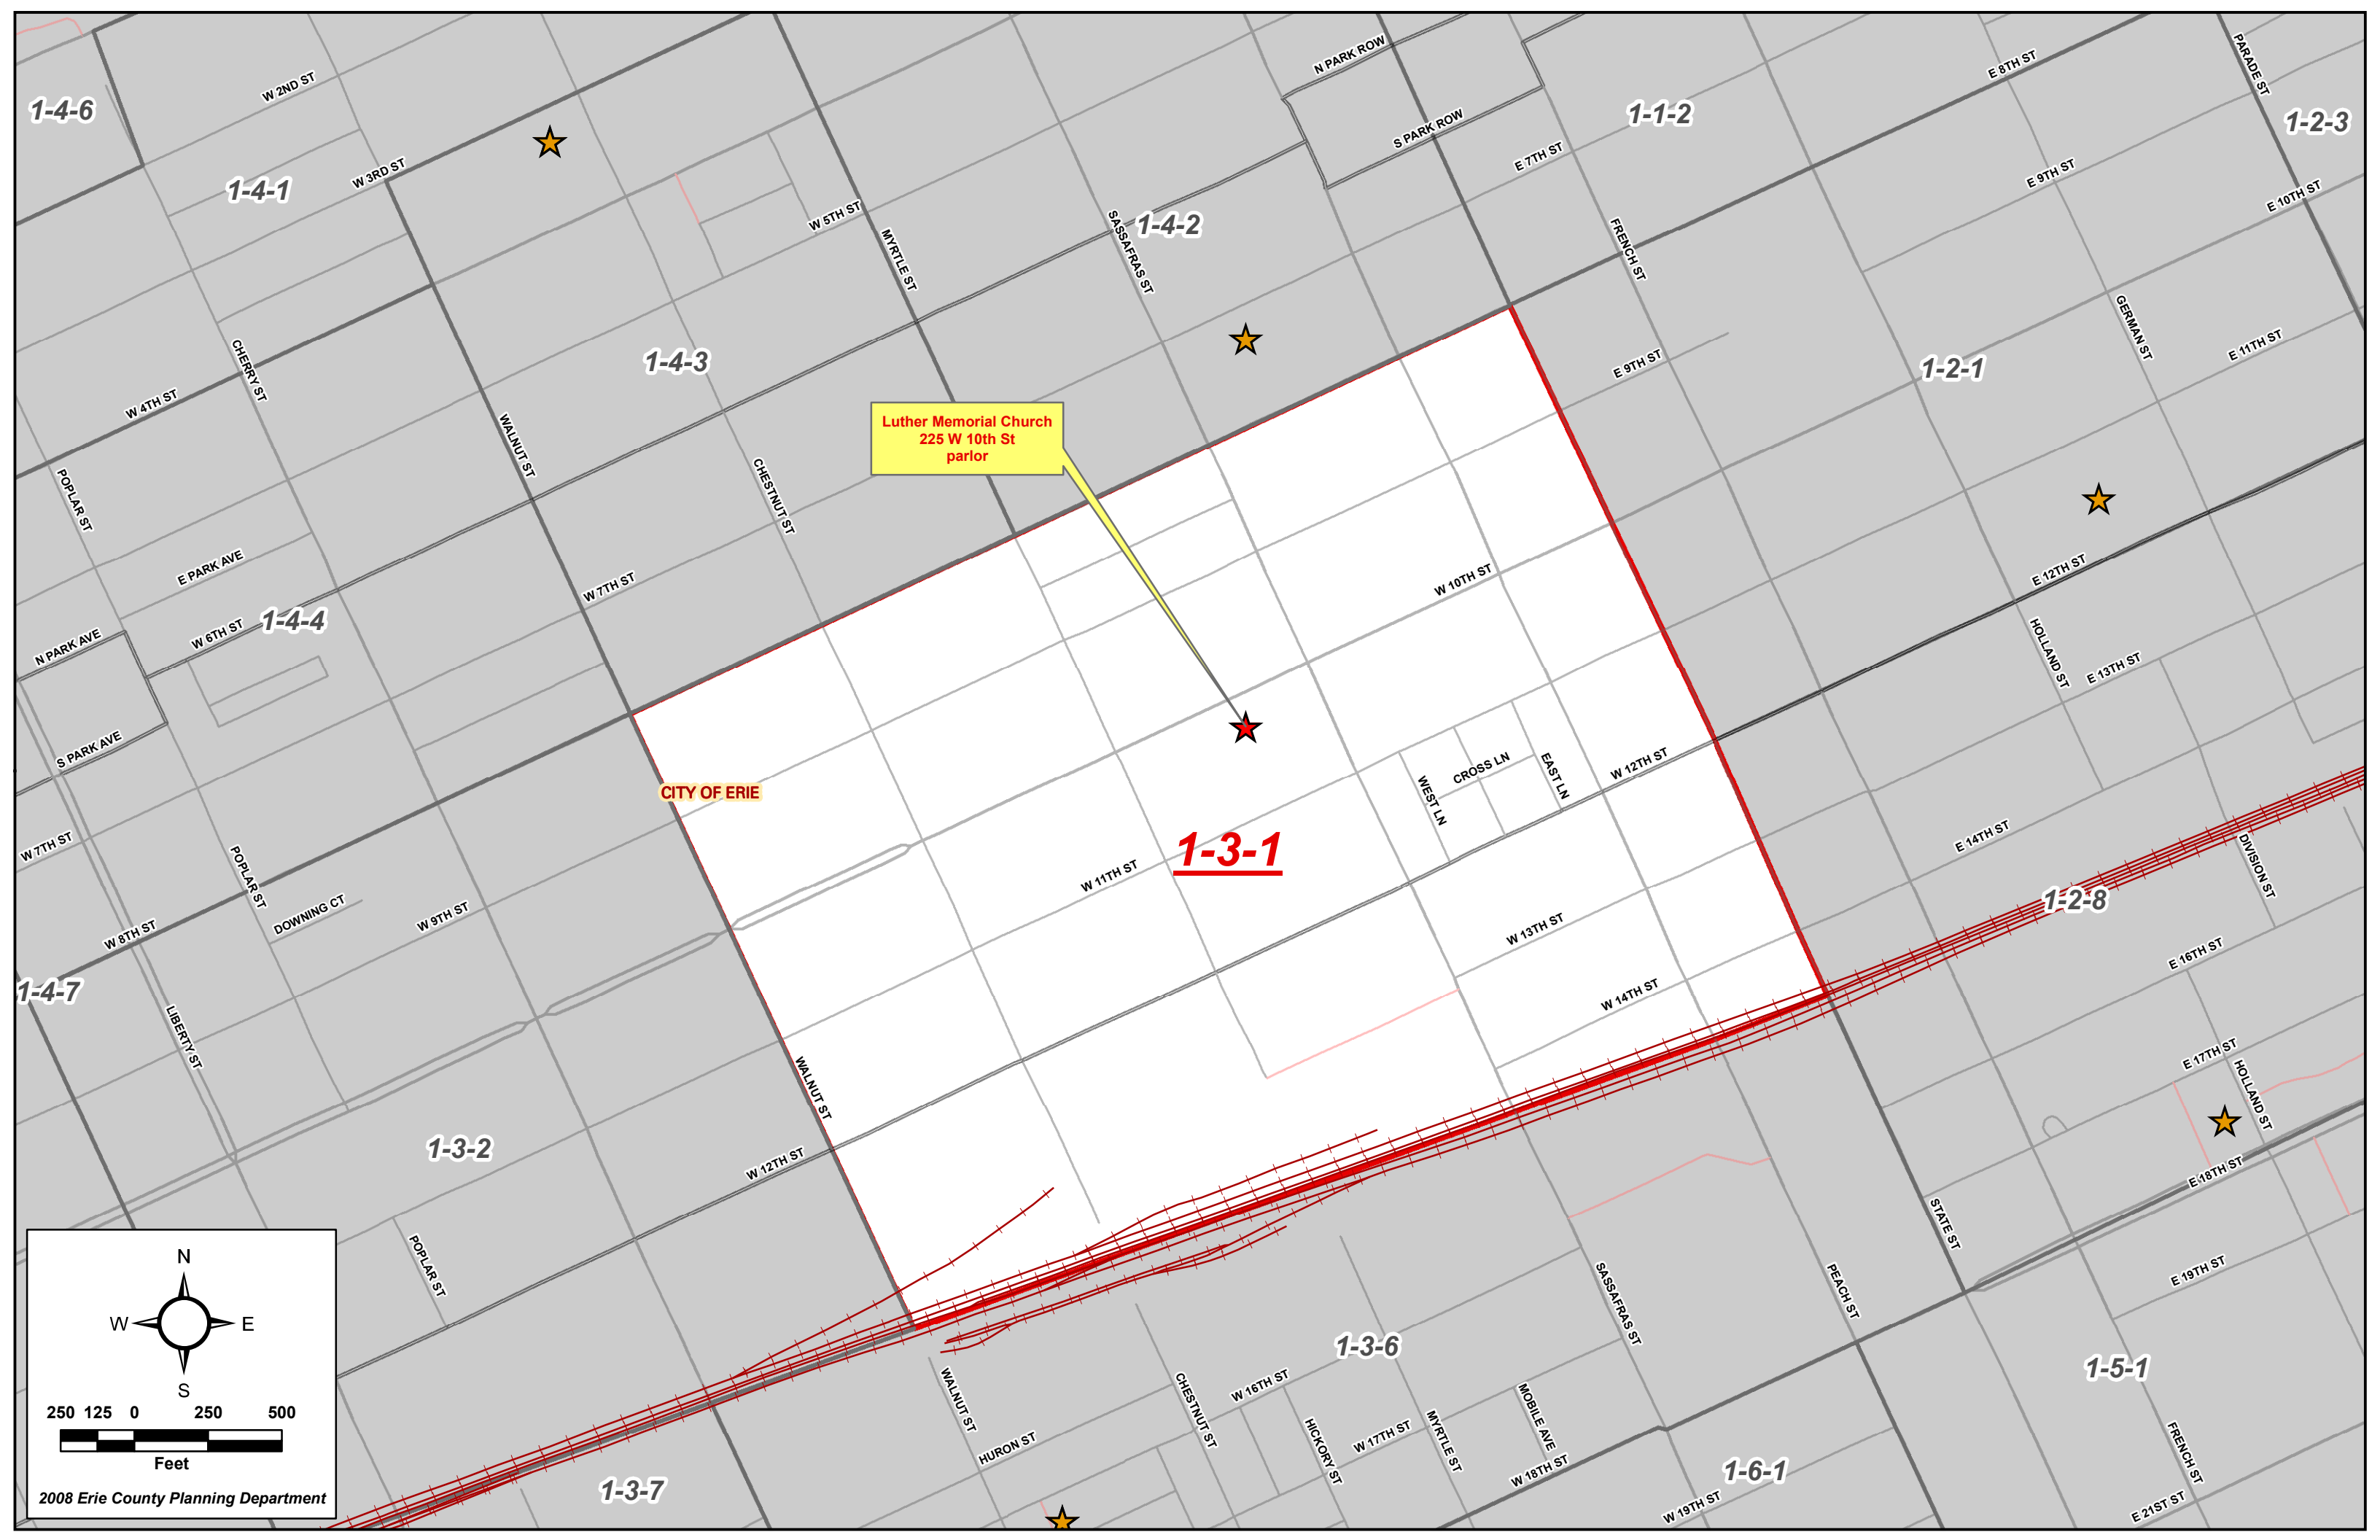 N PARK ROW
PARADE ST
E 8TH ST
W 2ND ST
1-4-6
1-1-2
1-2-3
S PARK ROW
E 7TH ST
W 3RD ST
1-4-1
E 9TH ST
E 10TH ST
W 5TH ST
SASSAFRAS ST
1-4-2
MYRTLE ST
FRENCH ST
GERMAN ST
E 11TH ST
CHERRY ST
1-4-3
E 9TH ST
1-2-1
W 4TH ST
WALNUT ST
Luther Memorial Church
225 W 10th St
parlor
POPLAR ST
CHESTNUT ST
E PARK AVE
W 7TH ST
W 10TH ST
E 12TH ST
1-4-4
W 6TH ST
N PARK AVE
HOLLAND ST
E 13TH ST
S PARK AVE
CITY OF ERIE
CROSS LN
EAST LN
WEST LN
W 12TH ST
W 7TH ST
1-3-1
E 14TH ST
DIVISION ST
POPLAR ST
W 11TH ST
1-2-8
DOWNING CT
W 9TH ST
W 8TH ST
W 13TH ST
E 16TH ST
1-4-7
W 14TH ST
LIBERTY ST
E 17TH ST
WALNUT ST
HOLLAND ST
1-3-2
W 12TH ST
E 18TH ST
STATE ST
POPLAR ST
E 19TH ST
SASSAFRAS ST
PEACH ST
1-3-6
1-5-1
WALNUT ST
CHESTNUT ST
W 16TH ST
HURON ST
HICKORY ST
W 17TH ST
MYRTLE ST
MOBILE AVE
W 18TH ST
FRENCH ST
1-6-1
1-3-7
W 19TH ST
E 21ST ST
N
W E
S
250 125 0 250 500
Feet
2008 Erie County Planning Department